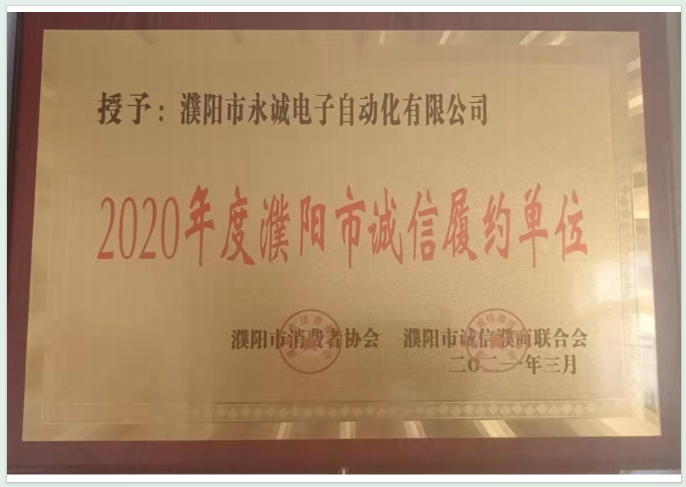 授予：濮阳市永诚电子自动化有限公司
2020年度濮阳市诚信履约单位
濮阳市消费者协会 濮阳市诚信濮商联合会
二〇二一年三月